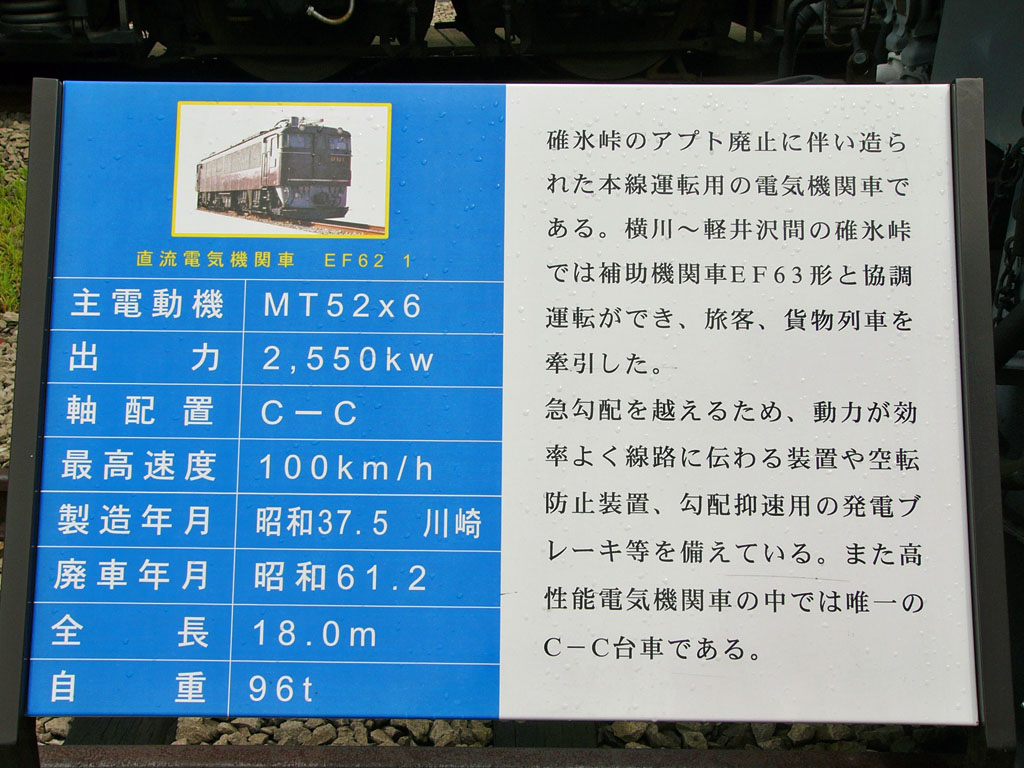 直流電気機関車 EF62 1
主電動機 MT52x6
出力 2,550kw
軸配置 CーC
最高速度 100km/h
製造年月 昭和37.5 川崎
廃車年月 昭和61.2
全長 18.0m
自重 96t
碓氷峠のアプト廃止に伴い造ら
れた本線運転用の電気機関車で
ある。横川～軽井沢間の碓氷峠
では補助機関車EF63形と協調
運転ができ、旅客、貨物列車を
牽引した。
急勾配を越えるため、動力が効
率よく線路に伝わる装置や空転
防止装置、勾配抑速用の発電ブ
レーキ等を備えている。また高
性能電気機関車の中では唯一の
C－C台車である。